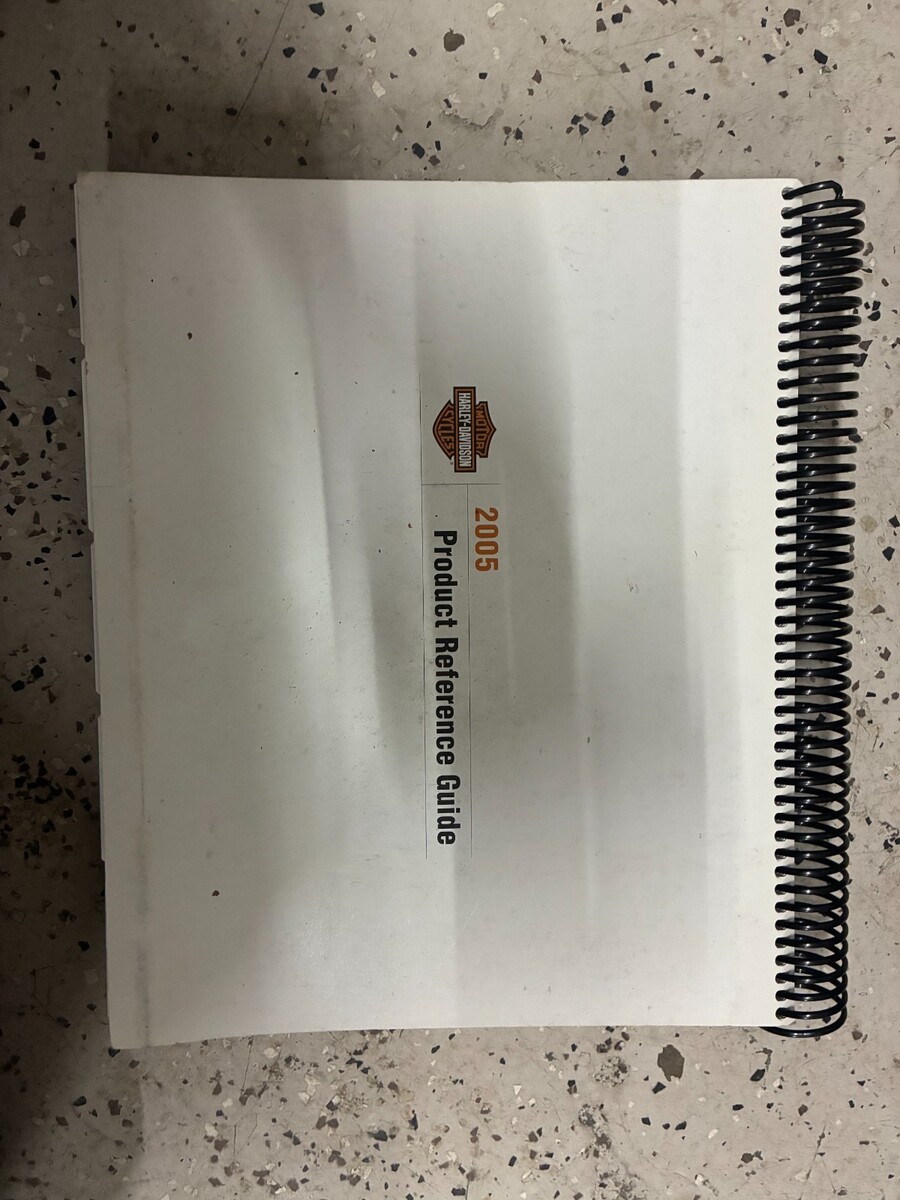 MOTOR
HARLEY-DAVIDSON
CYCLES
2005
Product Reference Guide